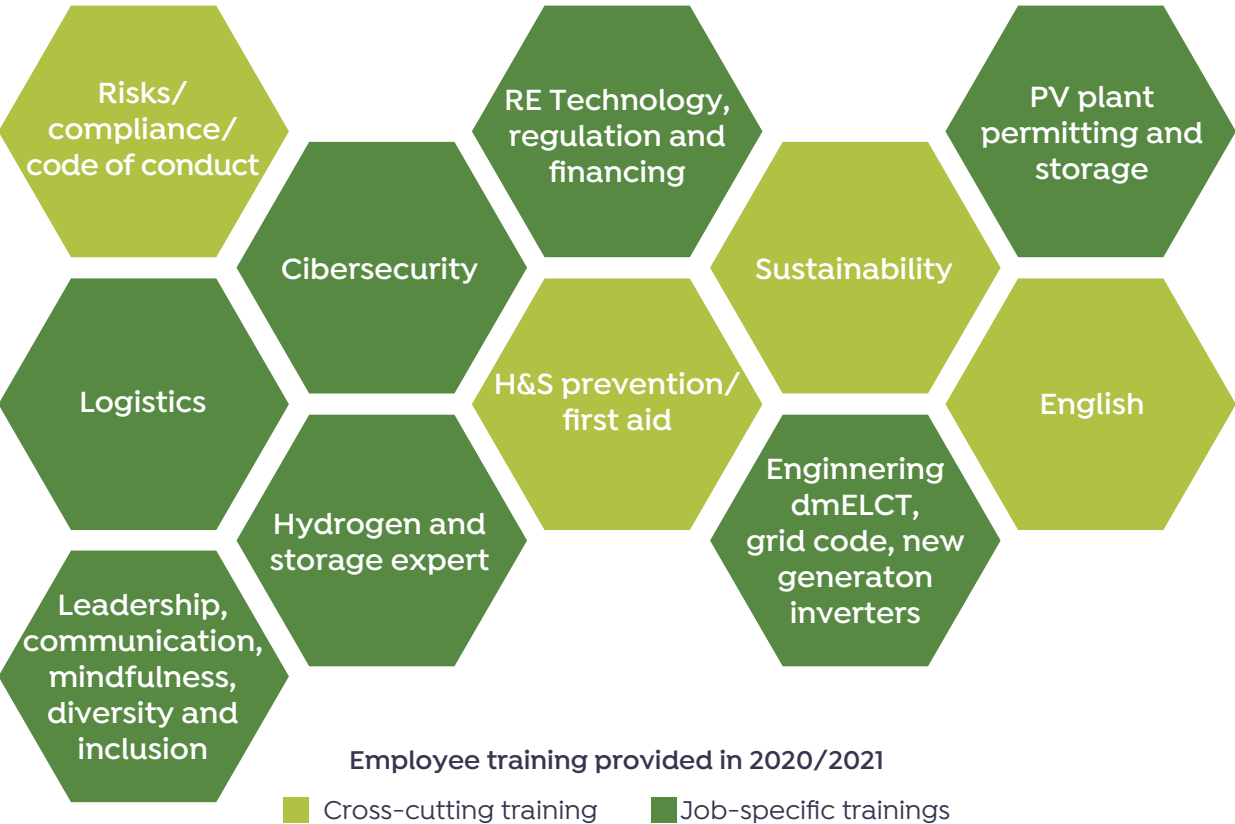 Risks/
compliance/
code of conduct
RE Technology,
regulation and
financing
PV plant
permitting and
storage
Cibersecurity
Sustainability
Logistics
H&S prevention/
first aid
English
Hydrogen and
storage expert
Enginnering
dmELCT,
grid code, new
generaton
inverters
Leadership,
communication,
mindfulness,
diversity and
inclusion
Employee training provided in 2020/2021
Cross-cutting training
Job-specific trainings